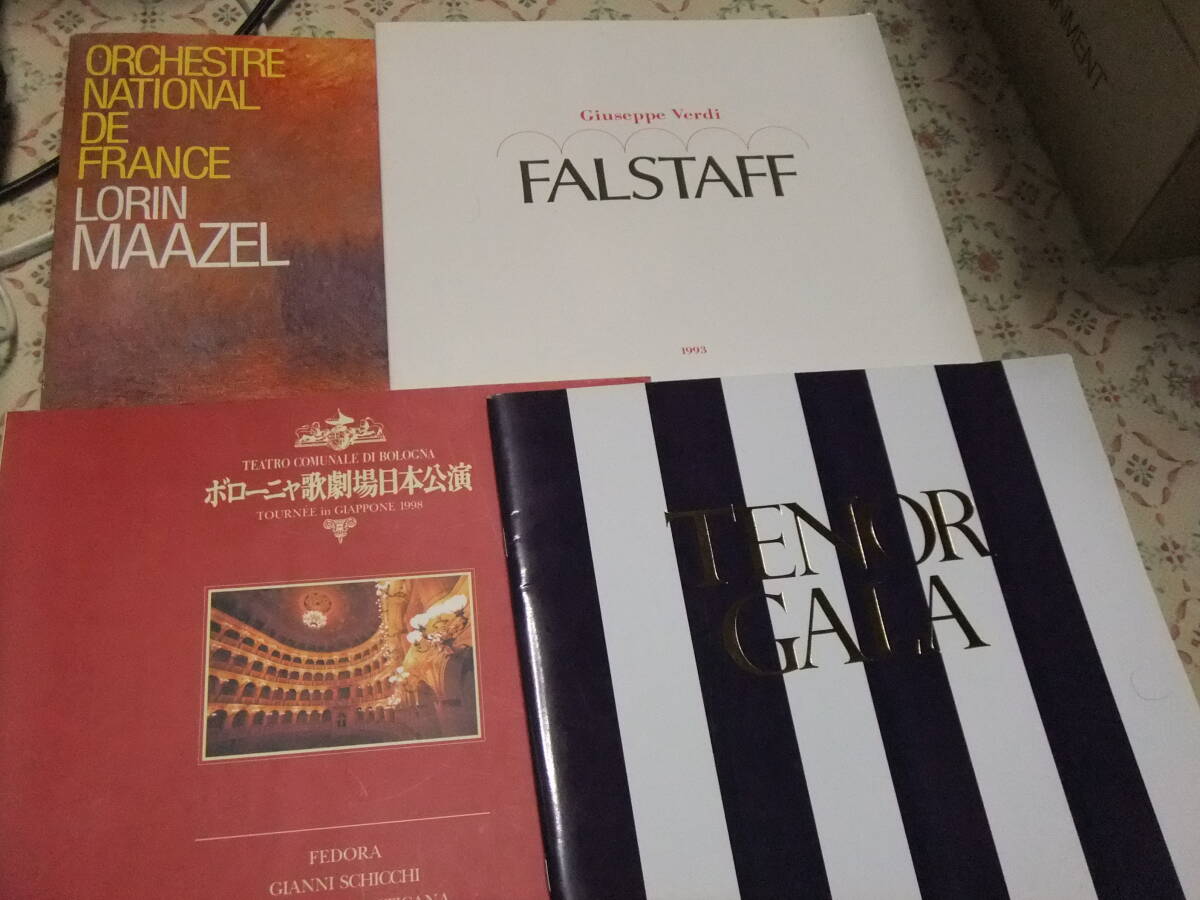 ORCHESTRE
NATIONAL
DE
FRANCE
LORIN
MAAZEL
Giuseppe Verdi
FALSTAFF
1993
TEATRO COMUNALE DI BOLOGNA
ボローニャ歌劇場日本公演
TOURNÉE in GIAPPONE 1998
FEDORA
GIANNI SCHICCHI
TENOR
GALA